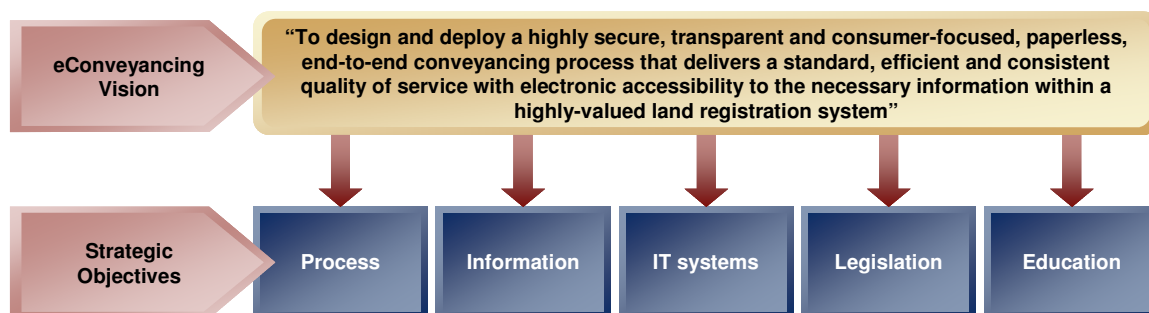 eConveyancing
Vision
“To design and deploy a highly secure, transparent and consumer-focused, paperless,
end-to-end conveyancing process that delivers a standard, efficient and consistent
quality of service with electronic accessibility to the necessary information within a
highly-valued land registration system”
Strategic
Objectives
Process
Information
IT systems
Legislation
Education